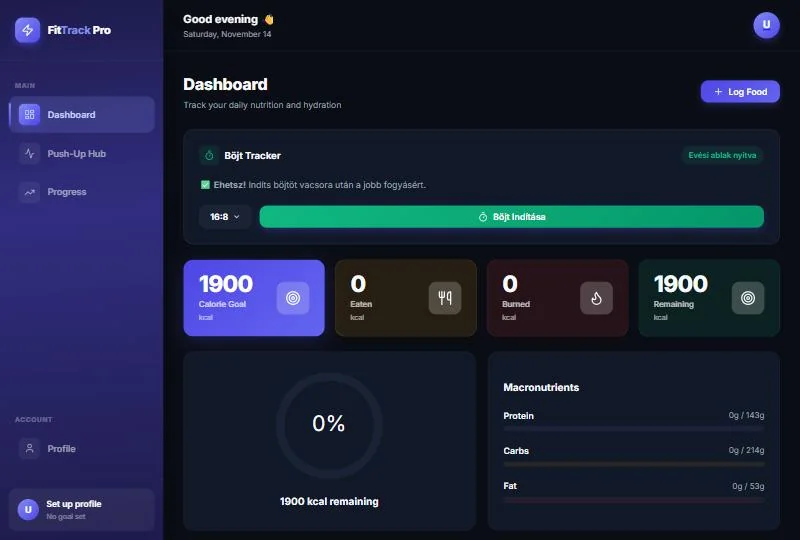 FitTrack Pro
MAIN
Dashboard
Push-Up Hub
Progress
ACCOUNT
Profile
U
Set up profile
No goal set
Good evening 👋
Saturday, November 14
U
Dashboard
Track your daily nutrition and hydration
+ Log Food
Böjt Tracker
Evési ablak nyitva
✅ Ehetsz! Indíts böjtöt vacsora után a jobb fogyásért.
16:8
Böjt Indítása
1900
Calorie Goal
kcal
0
Eaten
kcal
0
Burned
kcal
1900
Remaining
kcal
0%
1900 kcal remaining
Macronutrients
Protein 0g / 143g
Carbs 0g / 214g
Fat 0g / 53g